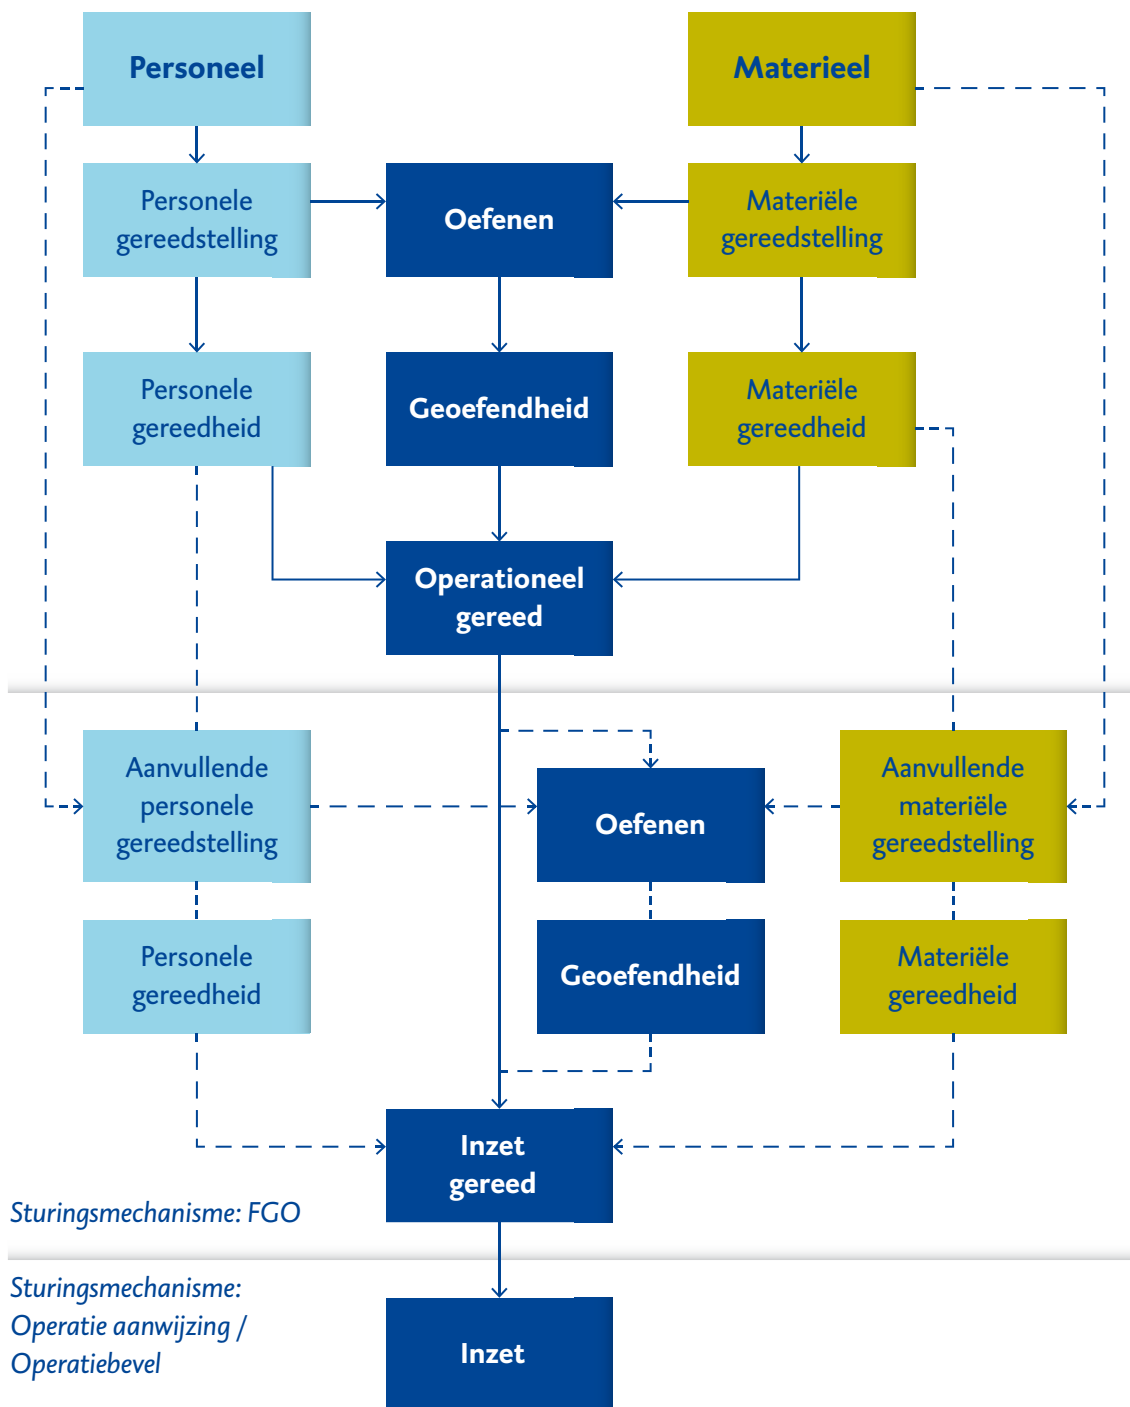 Personeel
Materieel
Personele
gereedstelling
Oefenen
Materiële
gereedstelling
Personele
gereedheid
Geoefendheid
Materiële
gereedheid
Operationeel
gereed
Aanvullende
personele
gereedstelling
Oefenen
Aanvullende
materiële
gereedstelling
Personele
gereedheid
Geoefendheid
Materiële
gereedheid
Inzet
gereed
Sturingsmechanisme: FGO
Sturingsmechanisme:
Operatie aanwijzing /
Operatiebevel
Inzet